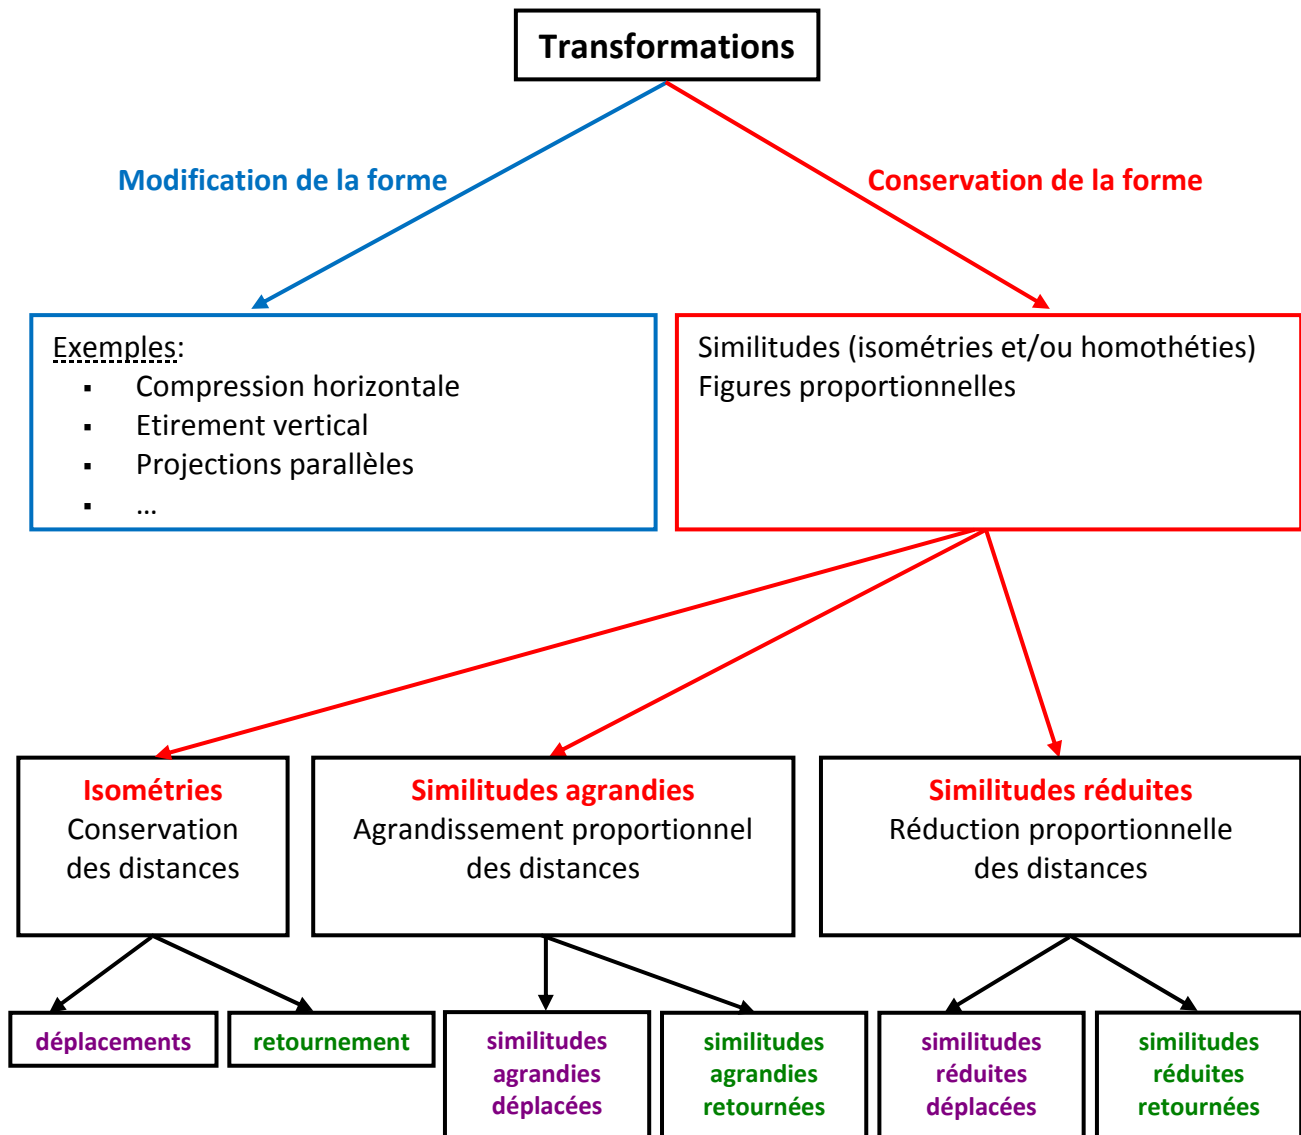 Transformations
Modification de la forme
Conservation de la forme
Exemples:
▪ Compression horizontale
▪ Etirement vertical
▪ Projections parallèles
▪ ...
Similitudes (isométries et/ou homothéties)
Figures proportionnelles
Isométries
Conservation
des distances
Similitudes agrandies
Agrandissement proportionnel
des distances
Similitudes réduites
Réduction proportionnelle
des distances
déplacements
retournement
similitudes
agrandies
déplacées
similitudes
agrandies
retournées
similitudes
réduites
déplacées
similitudes
réduites
retournées